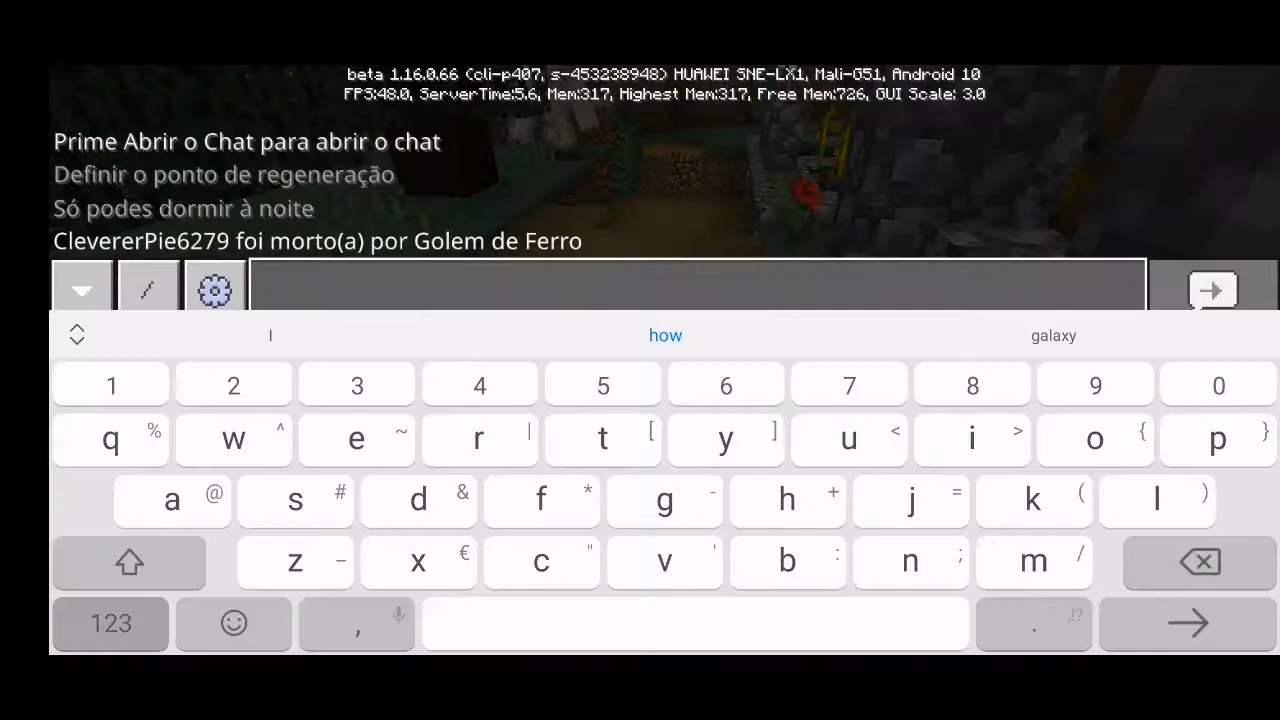 beta 1.16.0.66 (cli-p407, s-453238948) HUAWEI SNE-LX1, Mali-G51, Android 10
FPS:48.0, ServerTime:5.6, Mem:317, Highest Mem:317, Free Mem:726, GUI Scale: 3.0
Prime Abrir o Chat para abrir o chat
Definir o ponto de regeneração
Só podes dormir à noite
ClevererPie6279 foi morto(a) por Golem de Ferro
/
I how galaxy
1 2 3 4 5 6 7 8 9 0
q % w ^ e ~ r | t [ y ] u < i > o { p }
a @ s # d & f * g - h + j = k ( l )
z _ x € c " v ' b : n ; m /
123 , . ,!?